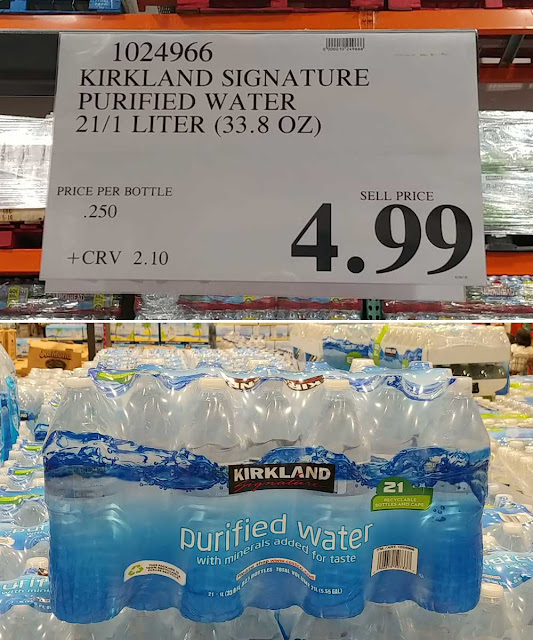 1024966
KIRKLAND SIGNATURE
PURIFIED WATER
21/1 LITER (33.8 OZ)
PRICE PER BOTTLE
.250
SELL PRICE
4.99
+CRV 2.10
KIRKLAND
Signature
21
RECYCLABLE
BOTTLES AND CAPS
purified water
with minerals added for taste